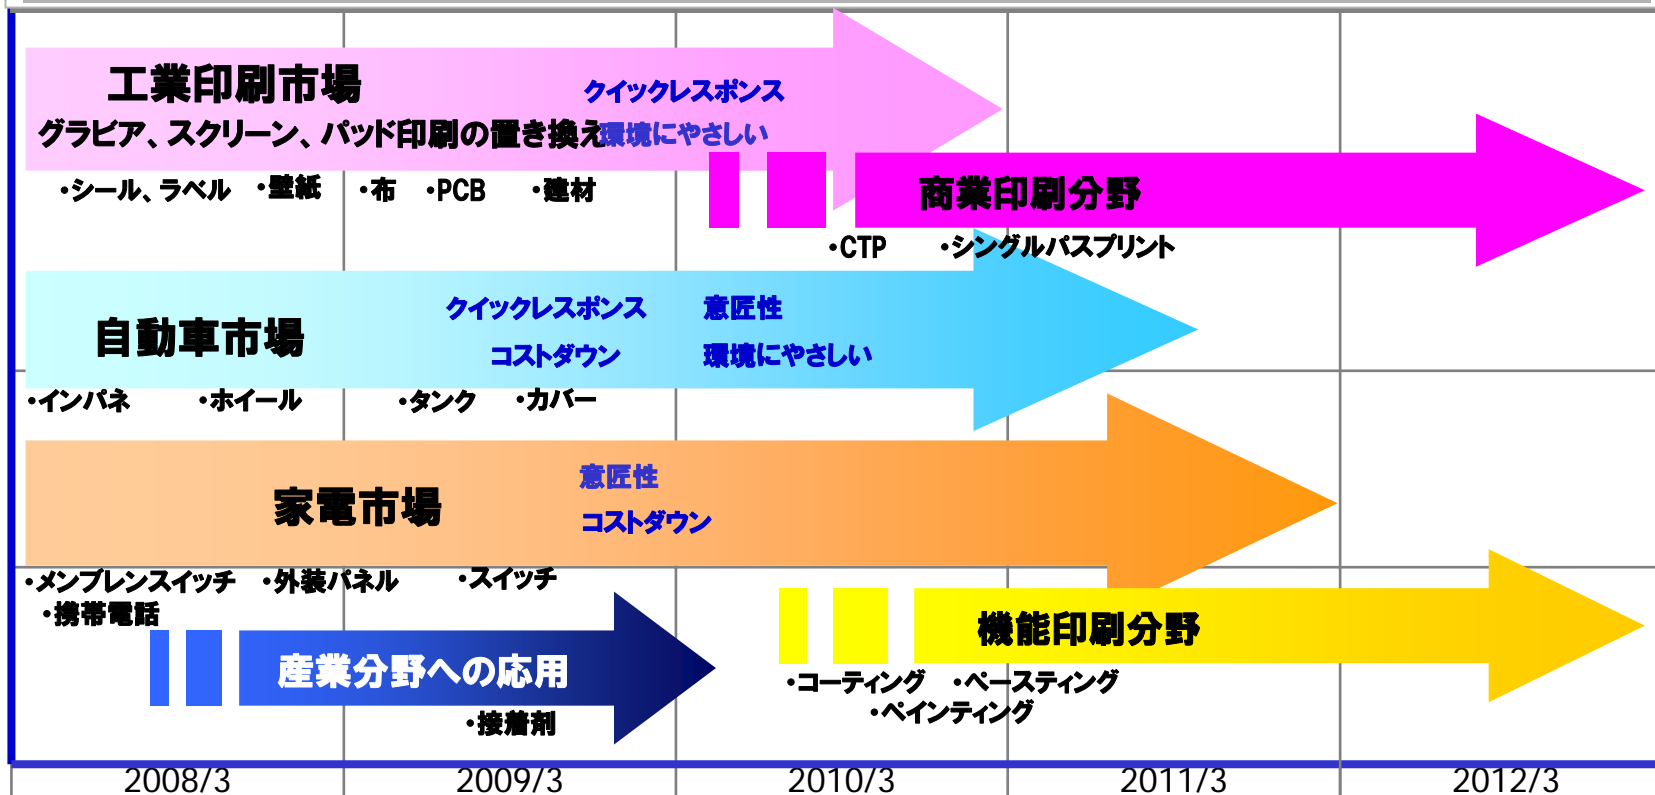 工業印刷市場
クイックレスポンス
グラビア、スクリーン、パッド印刷の置き換え
環境にやさしい
・シール、ラベル ・壁紙 ・布 ・PCB ・建材
商業印刷分野
・CTP ・シングルパスプリント
自動車市場
クイックレスポンス 意匠性
コストダウン 環境にやさしい
・インパネ ・ホイール ・タンク ・カバー
家電市場
意匠性
コストダウン
・メンブレンスイッチ ・外装パネル ・スイッチ
・携帯電話
機能印刷分野
産業分野への応用
・コーティング ・ペースティング
・ペインティング
・接着剤
2008/3 2009/3 2010/3 2011/3 2012/3